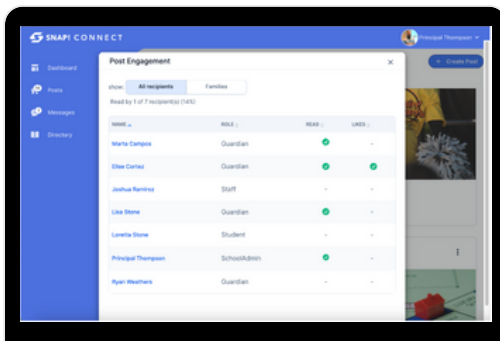 SNAP! CONNECT
Principal Thompson
Dashboard
Posts
Messages
Directory
+ Create Post
Post Engagement
show: All recipients Families
Read by 1 of 7 recipient(s) (14%)
NAME ROLE READ LIKES
Marta Campos Guardian -
Elise Cortez Guardian
Joshua Ramirez Staff - -
Lisa Stone Guardian -
Loretta Stone Student - -
Principal Thompson SchoolAdmin -
Ryan Weathers Guardian - -